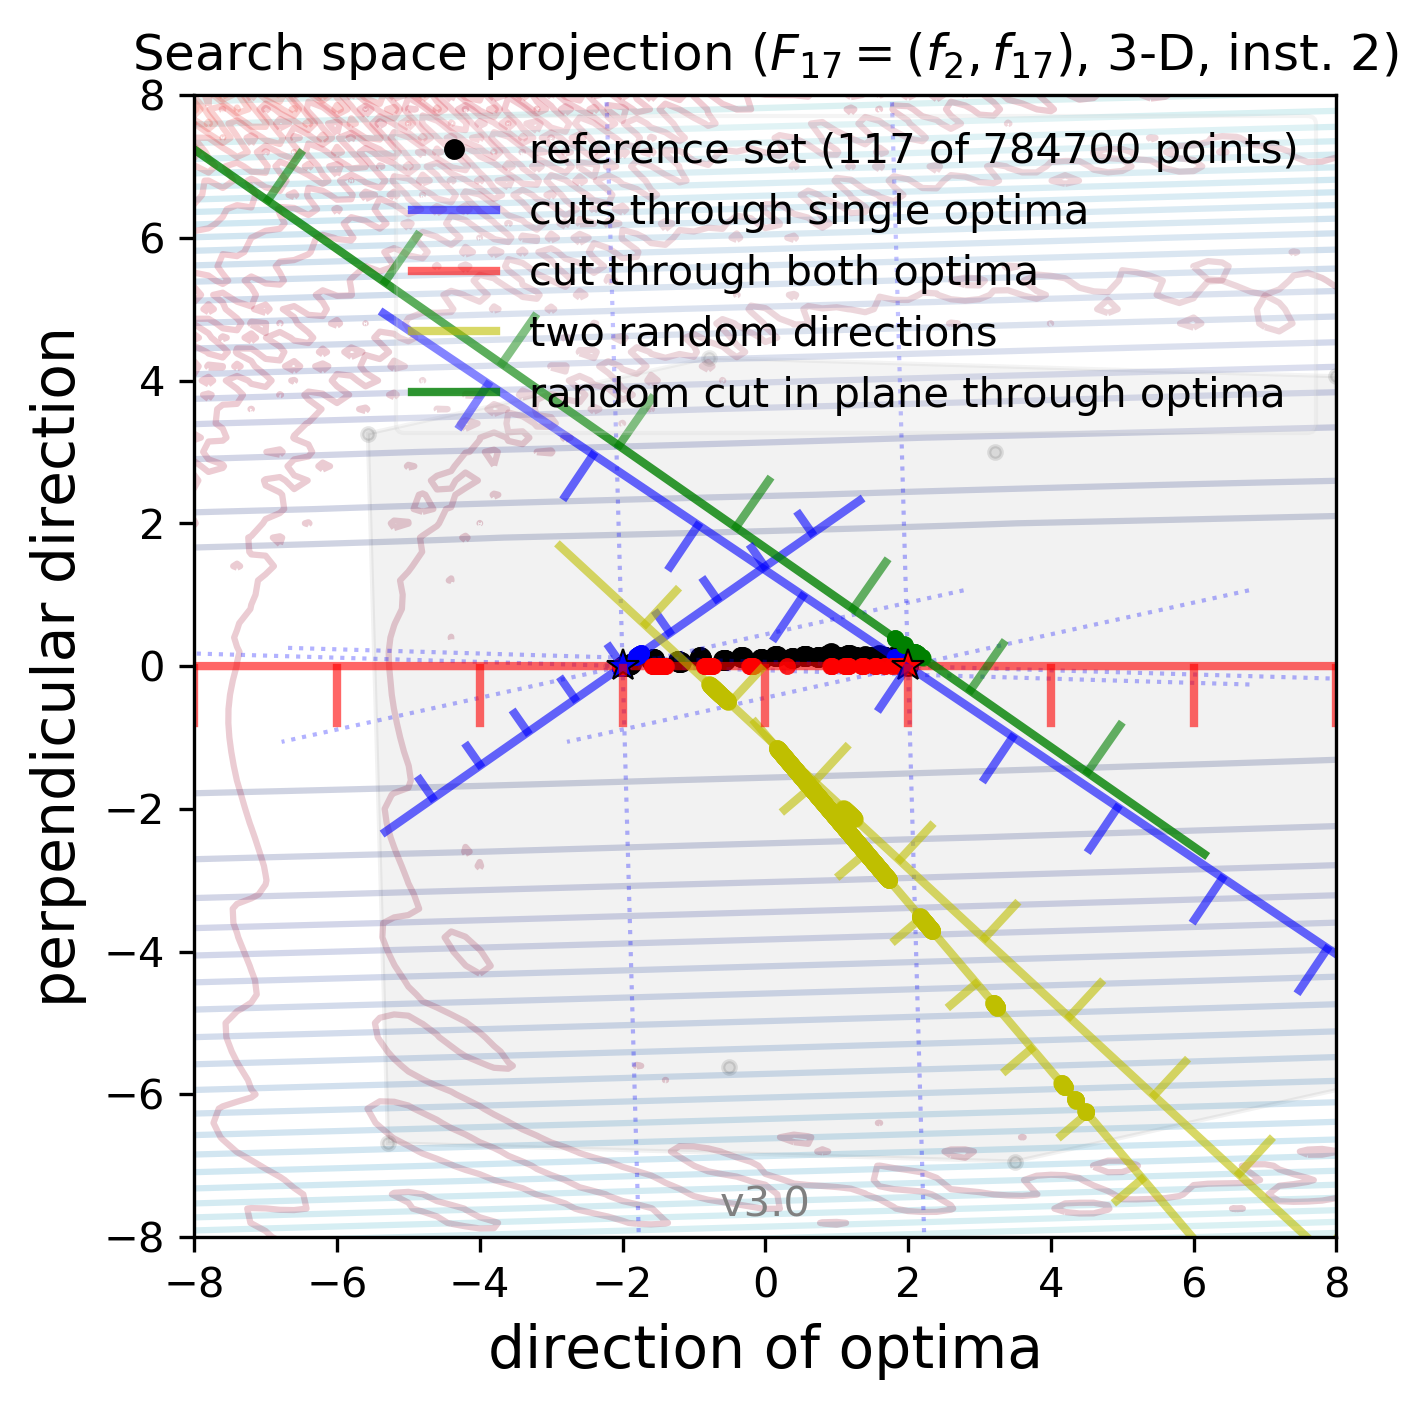 Search space projection (F₁₇ = (f₂, f₁₇), 3-D, inst. 2)
reference set (117 of 784700 points)
cuts through single optima
cut through both optima
two random directions
random cut in plane through optima
perpendicular direction
8
6
4
2
0
−2
−4
−6
−8
v3.0
−8 −6 −4 −2 0 2 4 6 8
direction of optima